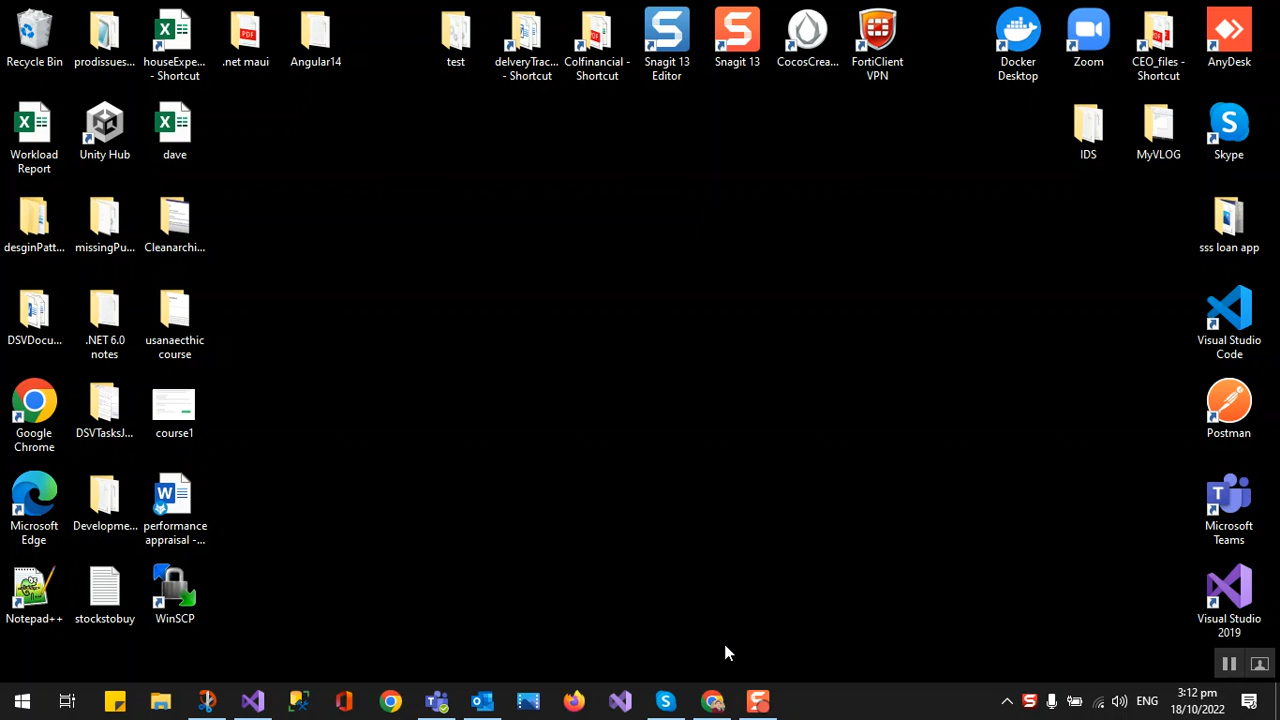 Recycle Bin
prodissues...
houseExpe... - Shortcut
.net maui
Angular14
test
delveryTrac... - Shortcut
Colfinancial - Shortcut
Snagit 13 Editor
Snagit 13
CocosCrea...
FortiClient VPN
Docker Desktop
Zoom
CEO_files - Shortcut
AnyDesk
Workload Report
Unity Hub
dave
IDS
MyVLOG
Skype
desginPatt...
missingPu...
Cleanarchi...
sss loan app
DSVDocu...
.NET 6.0 notes
usanaecthic course
Visual Studio Code
Google Chrome
DSVTasksJ...
course1
Postman
Microsoft Edge
Developme...
performance appraisal -...
Microsoft Teams
Notepad++
stockstobuy
WinSCP
Visual Studio 2019
ENG
3:12 pm
18/10/2022